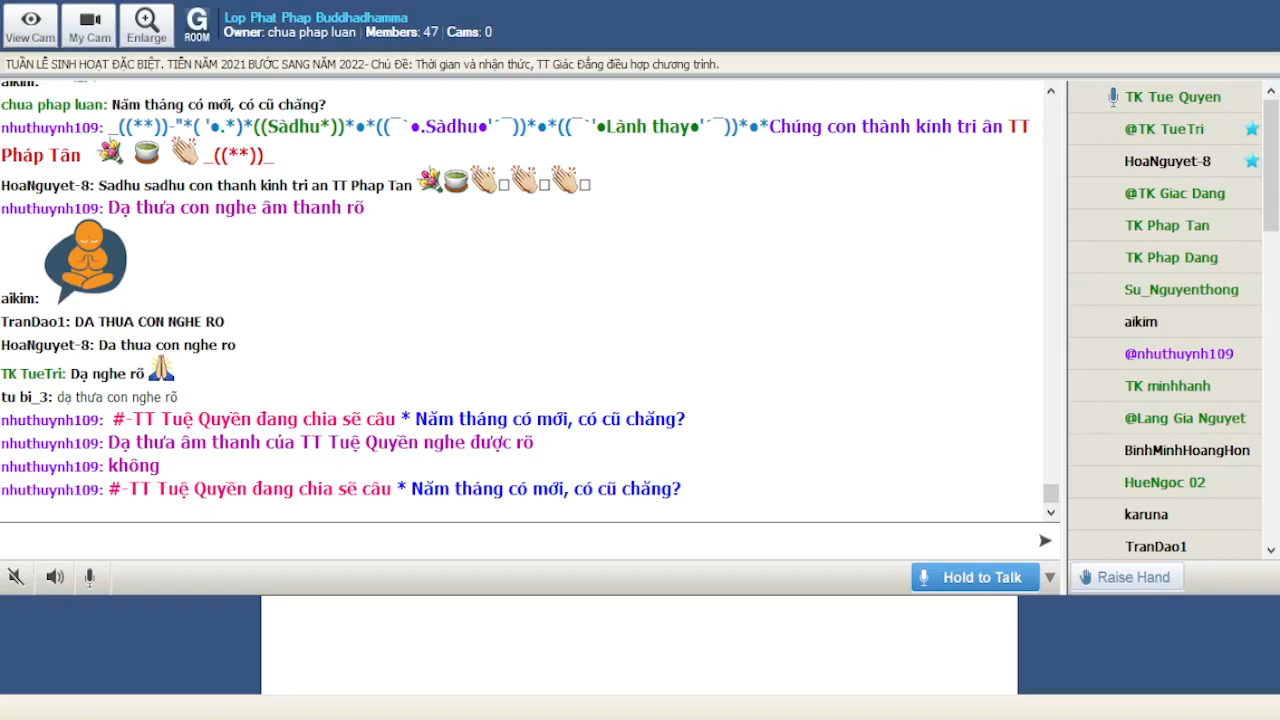 View Cam
My Cam
Enlarge
G
ROOM
Lop Phat Phap Buddhadhamma
Owner: chua phap luan | Members: 47 | Cams: 0
TUẦN LỄ SINH HOẠT ĐẶC BIỆT. TIỄN NĂM 2021 BƯỚC SANG NĂM 2022- Chủ Đề: Thời gian và nhận thức, TT Giác Đẳng điều hợp chương trình.
aikim:
chua phap luan: Năm tháng có mới, có cũ chăng?
nhuthuynh109: _((**))-"*( '●.*)*((Sàdhu*))*●*((¯`●.Sàdhu●'´¯))*●*((¯`'●Lành thay●'´¯))*●*Chúng con thành kính tri ân TT
Pháp Tân _((**))_
HoaNguyet-8: Sadhu sadhu con thanh kinh tri an TT Phap Tan
nhuthuynh109: Dạ thưa con nghe âm thanh rõ
aikim:
TranDao1: DA THUA CON NGHE RO
HoaNguyet-8: Da thua con nghe ro
TK TueTri: Dạ nghe rõ
tu bi_3: dạ thưa con nghe rõ
nhuthuynh109: #-TT Tuệ Quyền đang chia sẽ câu * Năm tháng có mới, có cũ chăng?
nhuthuynh109: Dạ thưa âm thanh của TT Tuệ Quyền nghe được rõ
nhuthuynh109: không
nhuthuynh109: #-TT Tuệ Quyền đang chia sẽ câu * Năm tháng có mới, có cũ chăng?
Hold to Talk
TK Tue Quyen
@TK TueTri
HoaNguyet-8
@TK Giac Dang
TK Phap Tan
TK Phap Dang
Su_Nguyenthong
aikim
@nhuthuynh109
TK minhhanh
@Lang Gia Nguyet
BinhMinhHoangHon
HueNgoc 02
karuna
TranDao1
Raise Hand